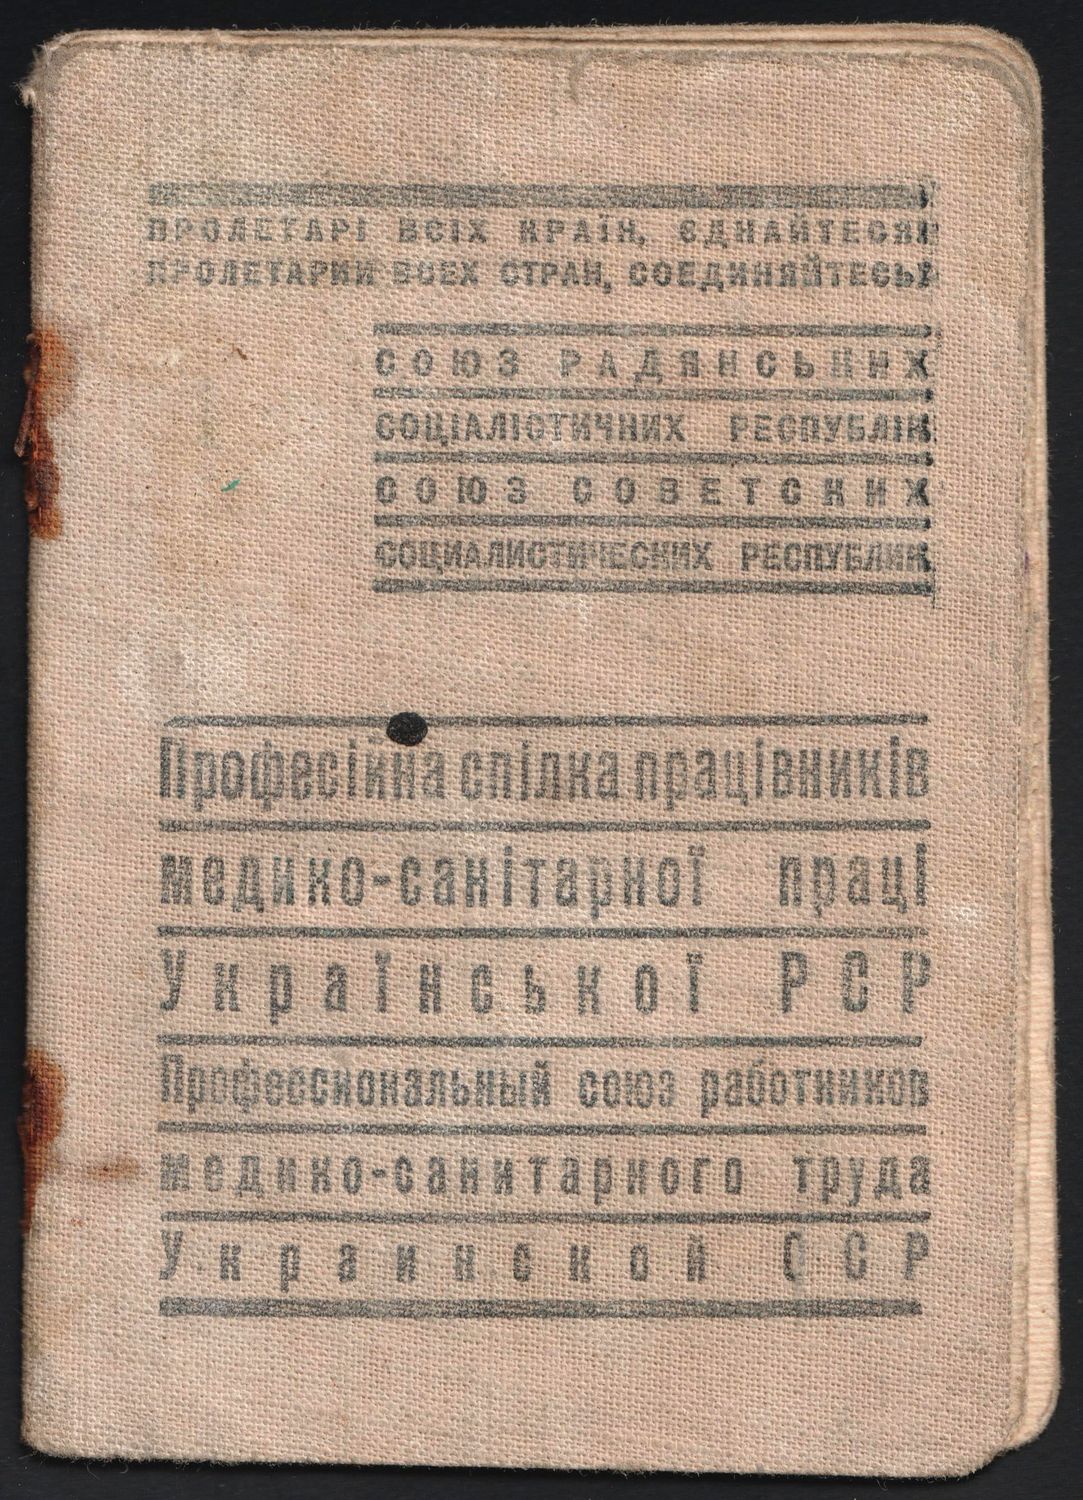 ПРОЛЕТАРІ ВСІХ КРАЇН, ЄДНАЙТЕСЯ!
ПРОЛЕТАРИИ ВСЕХ СТРАН, СОЕДИНЯЙТЕСЬ!
СОЮЗ РАДЯНСЬКИХ
СОЦІАЛІСТИЧНИХ РЕСПУБЛІК
СОЮЗ СОВЕТСКИХ
СОЦИАЛИСТИЧЕСКИХ РЕСПУБЛИК
Професійна спілка працівників
медико-санітарної праці
Української РСР
Профессиональный союз работников
медико-санитарного труда
Украинской ССР